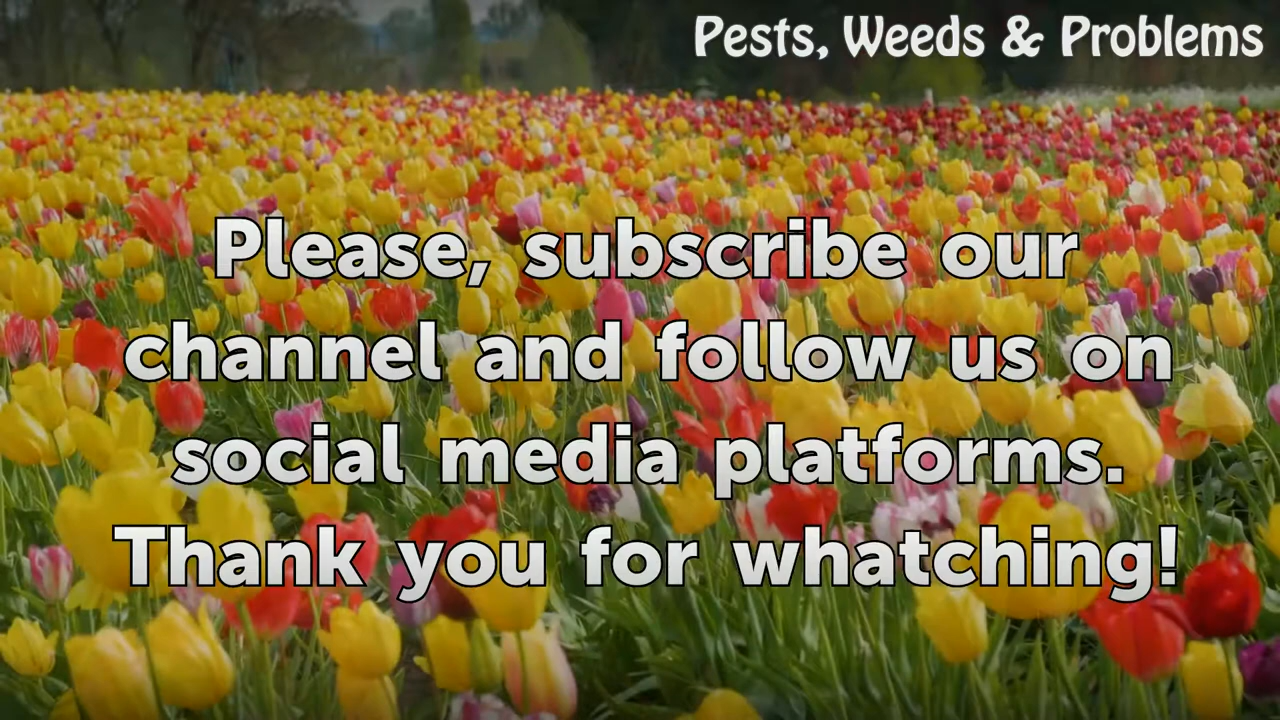 Pests, Weeds & Problems
Please, subscribe our
channel and follow us on
social media platforms.
Thank you for whatching!